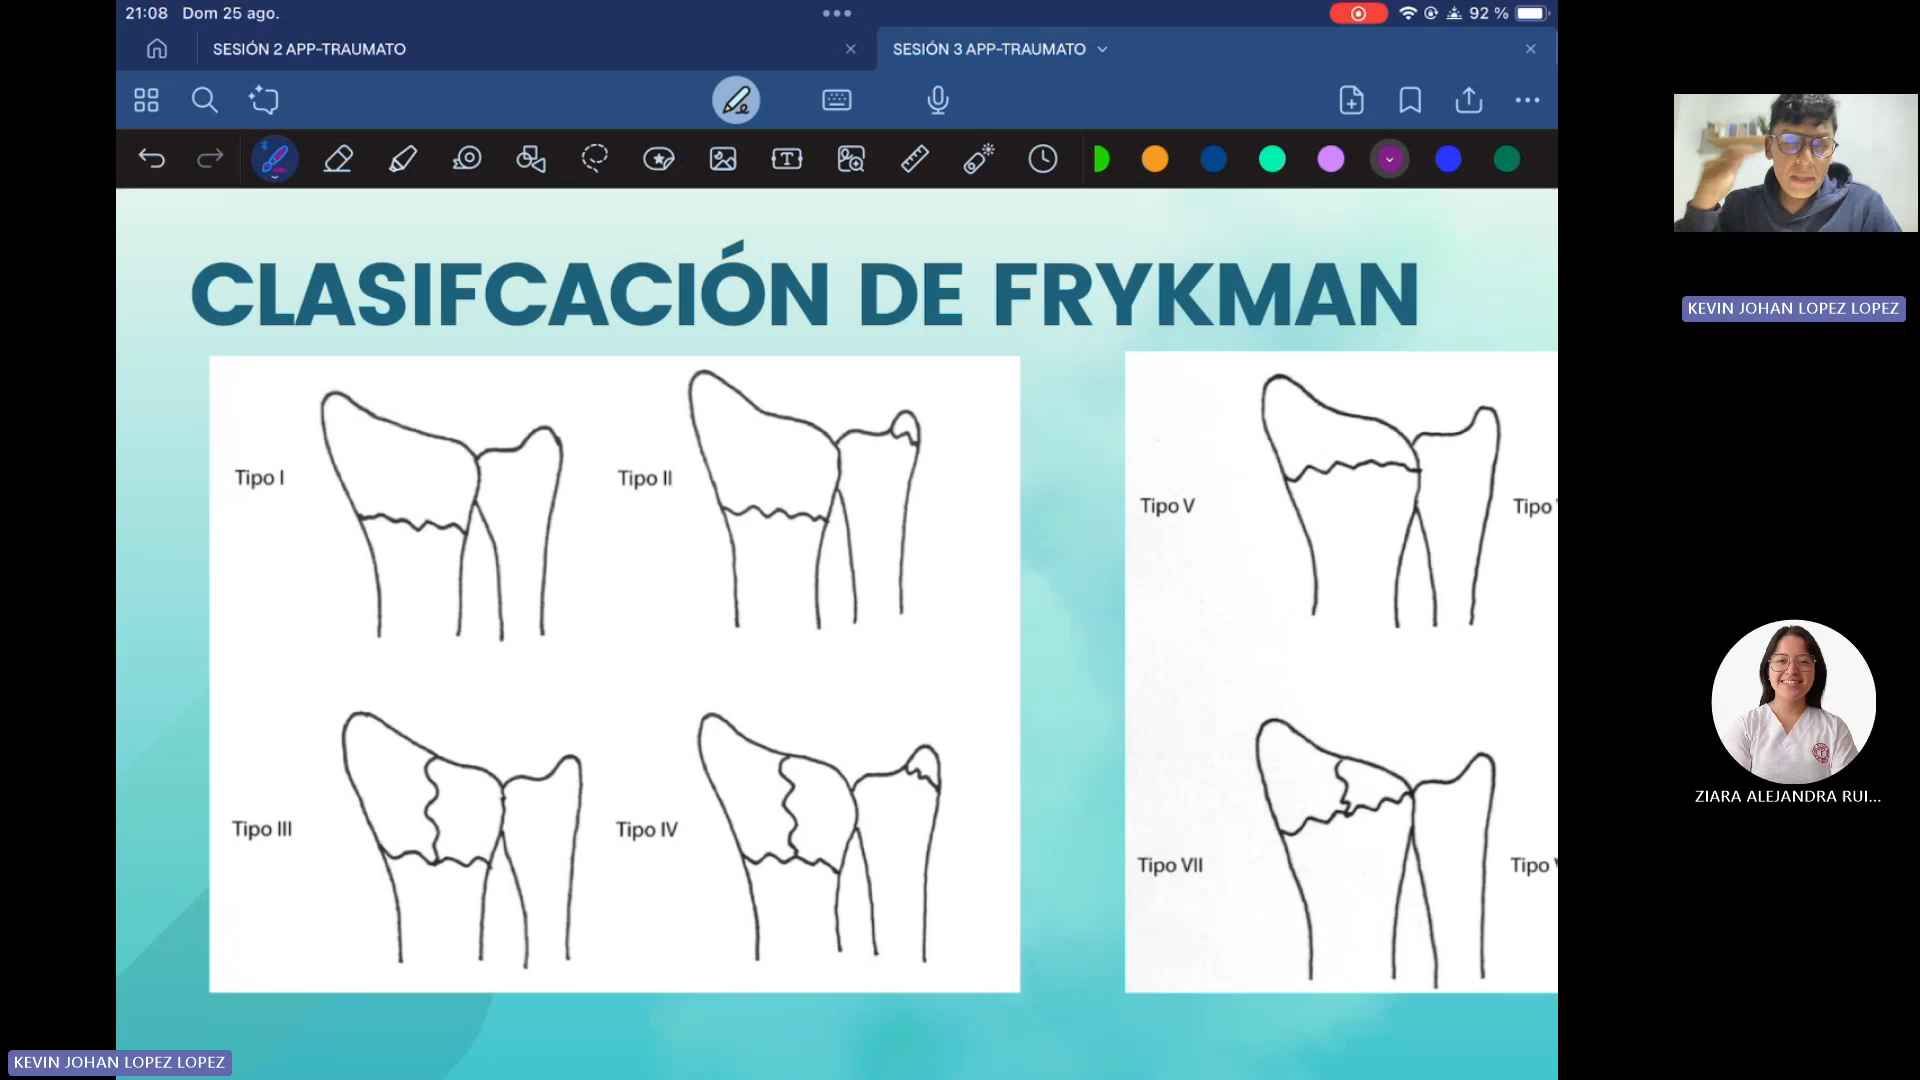 21:08 Dom 25 ago.
92 %
SESIÓN 2 APP-TRAUMATO
SESIÓN 3 APP-TRAUMATO
CLASIFCACIÓN DE FRYKMAN
Tipo I
Tipo II
Tipo V
Tipo
Tipo III
Tipo IV
Tipo VII
Tipo
KEVIN JOHAN LOPEZ LOPEZ
ZIARA ALEJANDRA RUI...
KEVIN JOHAN LOPEZ LOPEZ